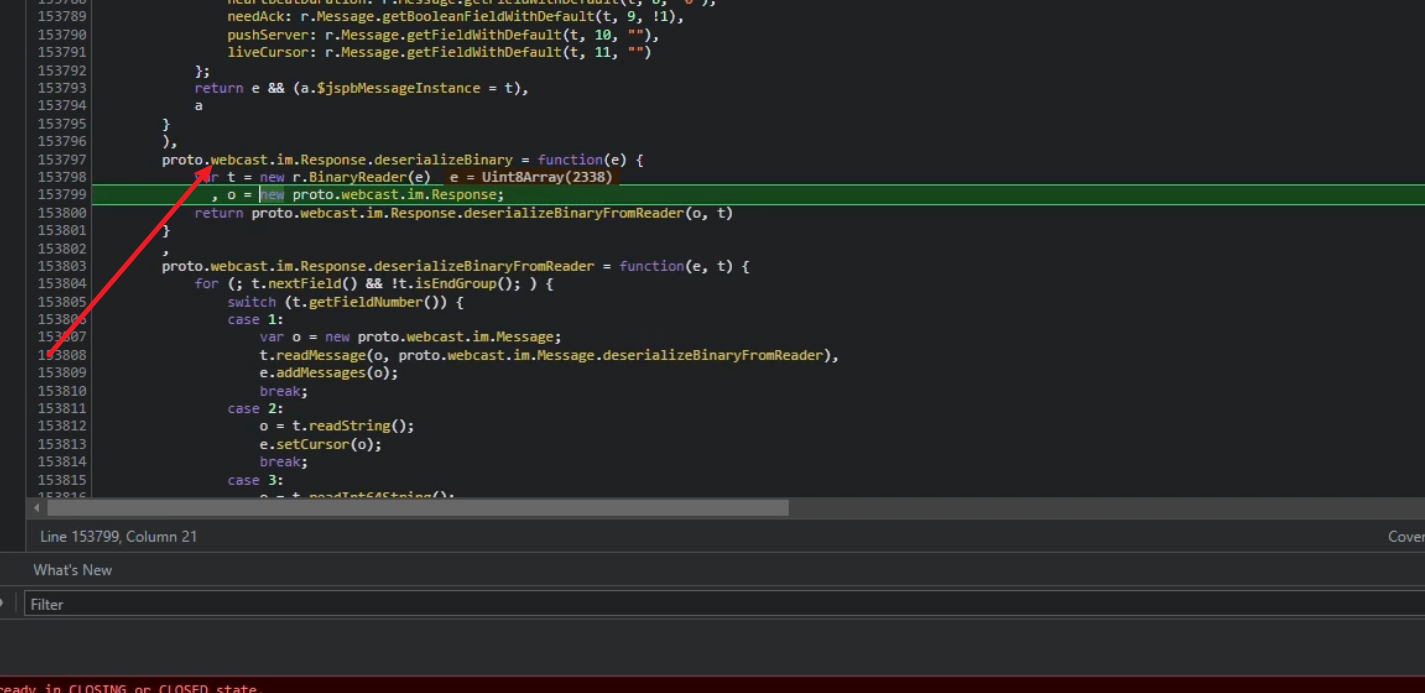 153789 needAck: r.Message.getBooleanFieldWithDefault(t, 9, !1),
153790 pushServer: r.Message.getFieldWithDefault(t, 10, ""),
153791 liveCursor: r.Message.getFieldWithDefault(t, 11, "")
153792 };
153793 return e && (a.$jspbMessageInstance = t),
153794 a
153795 }
153796 ),
153797 proto.webcast.im.Response.deserializeBinary = function(e) {
153798 var t = new r.BinaryReader(e) e = Uint8Array(2338)
153799 , o = new proto.webcast.im.Response;
153800 return proto.webcast.im.Response.deserializeBinaryFromReader(o, t)
153801 }
153802 ,
153803 proto.webcast.im.Response.deserializeBinaryFromReader = function(e, t) {
153804 for (; t.nextField() && !t.isEndGroup(); ) {
153805 switch (t.getFieldNumber()) {
153806 case 1:
153807 var o = new proto.webcast.im.Message;
153808 t.readMessage(o, proto.webcast.im.Message.deserializeBinaryFromReader),
153809 e.addMessages(o);
153810 break;
153811 case 2:
153812 o = t.readString();
153813 e.setCursor(o);
153814 break;
153815 case 3:
153816 o = t.readInt64String();
Line 153799, Column 21
Cover
What's New
Filter
ready in CLOSING or CLOSED state.